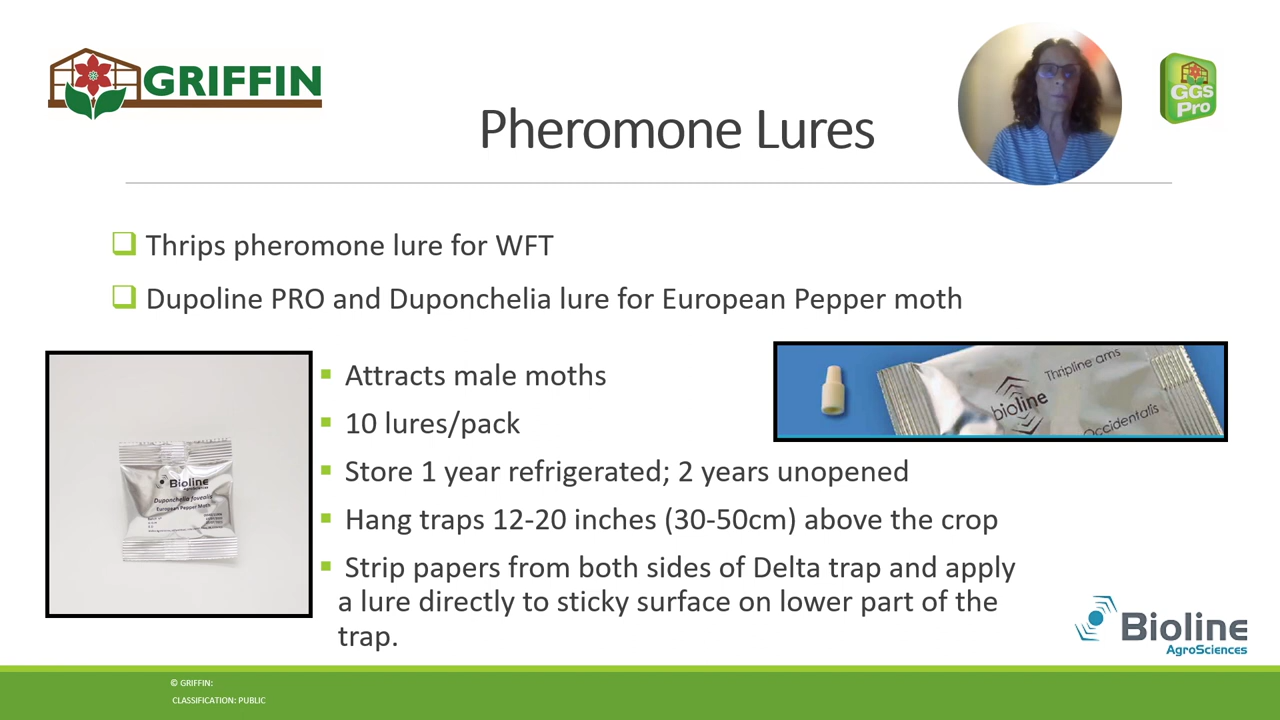 GRIFFIN
GGS
Pro
Pheromone Lures
Thrips pheromone lure for WFT
Dupoline PRO and Duponchelia lure for European Pepper moth
Attracts male moths
10 lures/pack
Store 1 year refrigerated; 2 years unopened
Hang traps 12-20 inches (30-50cm) above the crop
Strip papers from both sides of Delta trap and apply
a lure directly to sticky surface on lower part of the
trap.
Bioline
AgroSciences
Duponchelia fovealis
European Pepper Moth
Thripline ams
bioline
Occidentalis
Bioline
AgroSciences
© GRIFFIN:
CLASSIFICATION: PUBLIC